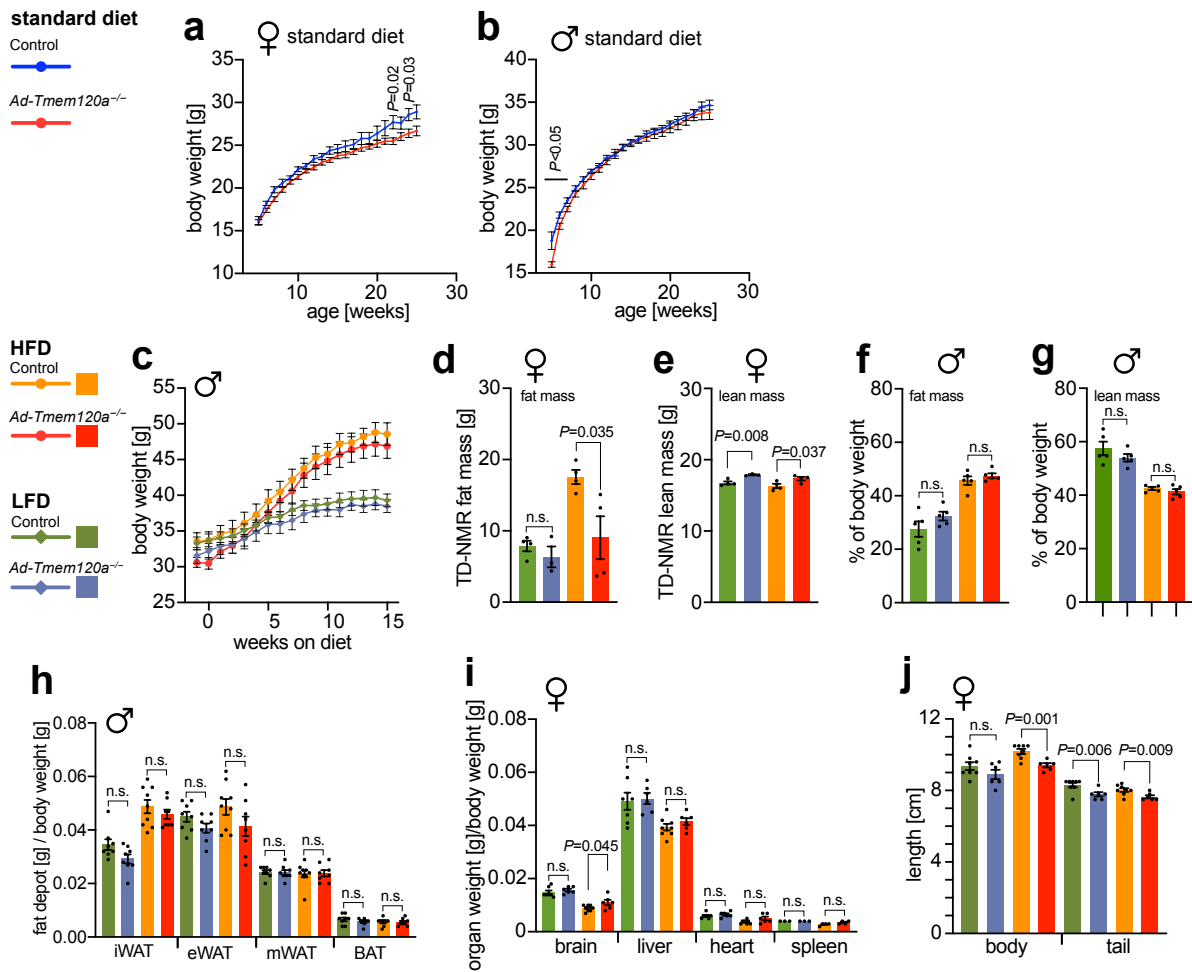 standard diet
Control
Ad-Tmem120a–/–
a
♀ standard diet
body weight [g]
35
25
15
5
P=0.02
P=0.03
10
20
30
age [weeks]
b
♂ standard diet
body weight [g]
40
35
30
25
20
15
P<0.05
10
20
30
age [weeks]
HFD
Control
Ad-Tmem120a–/–
LFD
Control
Ad-Tmem120a–/–
c
♂
body weight [g]
55
50
45
40
35
30
25
0
5
10
15
weeks on diet
d
♀
fat mass
TD-NMR fat mass [g]
30
20
10
0
n.s.
P=0.035
e
♀
lean mass
TD-NMR lean mass [g]
30
20
10
0
P=0.008
P=0.037
f
♂
fat mass
% of body weight
80
60
40
20
0
n.s.
n.s.
g
♂
lean mass
% of body weight
80
60
40
20
0
n.s.
n.s.
h
♂
fat depot [g] / body weight [g]
0.08
0.06
0.04
0.02
0.00
n.s.
n.s.
n.s.
n.s.
n.s.
n.s.
n.s.
n.s.
iWAT
eWAT
mWAT
BAT
i
♀
organ weight [g]/body weight [g]
0.08
0.06
0.04
0.02
0
n.s.
P=0.045
n.s.
n.s.
n.s.
n.s.
n.s.
n.s.
brain
liver
heart
spleen
j
♀
length [cm]
12
8
4
0
n.s.
P=0.001
P=0.006
P=0.009
body
tail